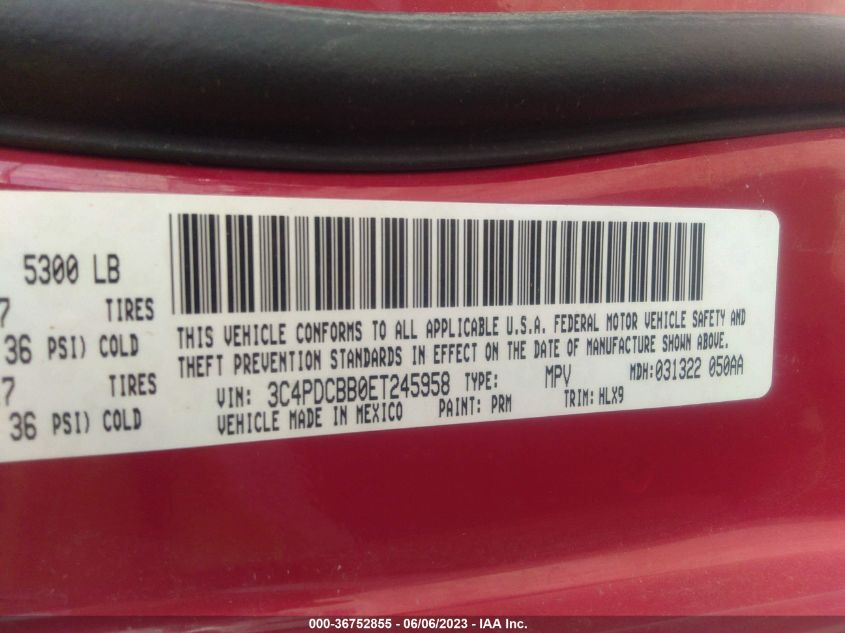 5300 LB
7 TIRES
36 PSI) COLD
7 TIRES
36 PSI) COLD
THIS VEHICLE CONFORMS TO ALL APPLICABLE U.S.A. FEDERAL MOTOR VEHICLE SAFETY AND
THEFT PREVENTION STANDARDS IN EFFECT ON THE DATE OF MANUFACTURE SHOWN ABOVE.
VIN: 3C4PDCBB0ET245958 TYPE: MPV MDH:031322 050AA
VEHICLE MADE IN MEXICO PAINT: PRM TRIM: HLX9
000-36752855 - 06/06/2023 - IAA Inc.